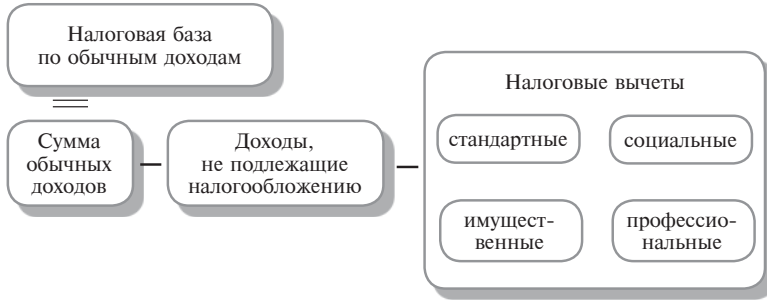 Налоговая база
по обычным доходам
=
Сумма
обычных
доходов
—
Доходы,
не подлежащие
налогообложению
—
Налоговые вычеты
стандартные
социальные
имущест-
венные
профессио-
нальные